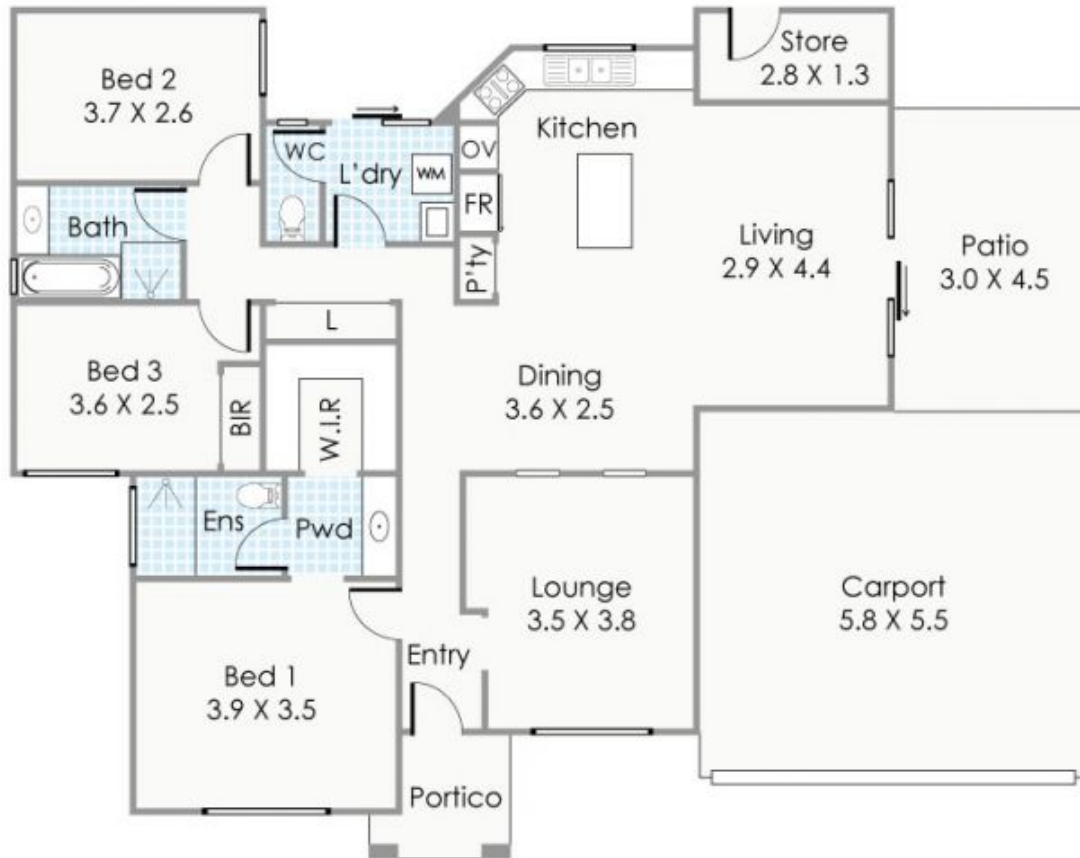 Bed 2
3.7 X 2.6
Store
2.8 X 1.3
WC
L'dry
WM
OV
Kitchen
FR
Bath
P'ty
Living
2.9 X 4.4
Patio
3.0 X 4.5
L
Bed 3
3.6 X 2.5
BIR
W.I.R
Dining
3.6 X 2.5
Ens
Pwd
Lounge
3.5 X 3.8
Carport
5.8 X 5.5
Entry
Bed 1
3.9 X 3.5
Portico